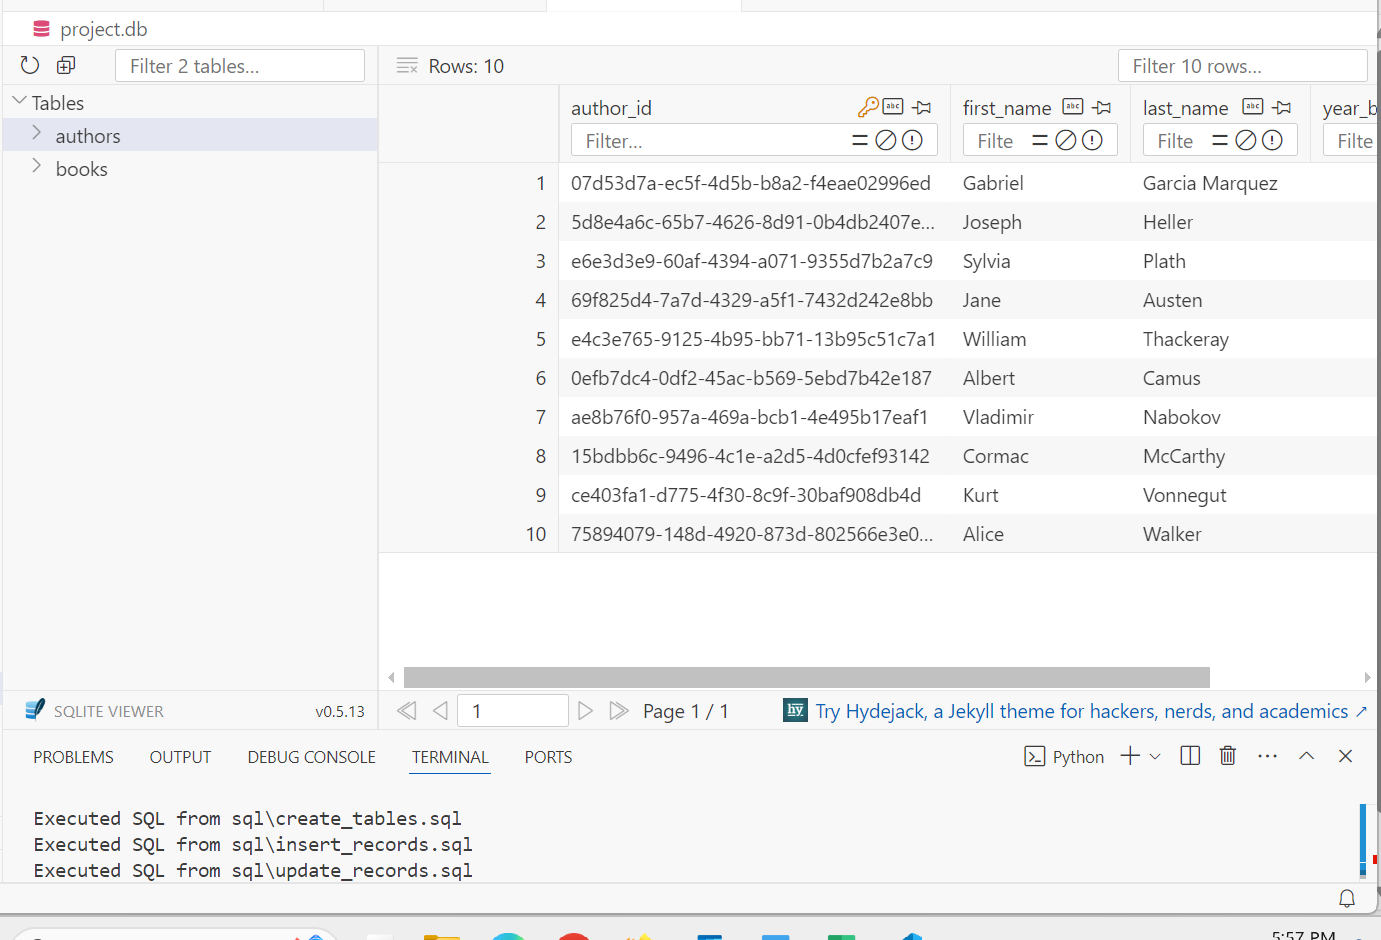 project.db
Filter 2 tables...
Rows: 10
Filter 10 rows...
Tables
authors
books
author_id abc first_name abc last_name abc year_b
Filter... Filte Filte Filte
1 07d53d7a-ec5f-4d5b-b8a2-f4eae02996ed Gabriel Garcia Marquez
2 5d8e4a6c-65b7-4626-8d91-0b4db2407e... Joseph Heller
3 e6e3d3e9-60af-4394-a071-9355d7b2a7c9 Sylvia Plath
4 69f825d4-7a7d-4329-a5f1-7432d242e8bb Jane Austen
5 e4c3e765-9125-4b95-bb71-13b95c51c7a1 William Thackeray
6 0efb7dc4-0df2-45ac-b569-5ebd7b42e187 Albert Camus
7 ae8b76f0-957a-469a-bcb1-4e495b17eaf1 Vladimir Nabokov
8 15bdbb6c-9496-4c1e-a2d5-4d0cfef93142 Cormac McCarthy
9 ce403fa1-d775-4f30-8c9f-30baf908db4d Kurt Vonnegut
10 75894079-148d-4920-873d-802566e3e0... Alice Walker
SQLITE VIEWER v0.5.13
1 Page 1 / 1
hy Try Hydejack, a Jekyll theme for hackers, nerds, and academics ↗
PROBLEMS OUTPUT DEBUG CONSOLE TERMINAL PORTS
Python
Executed SQL from sql\create_tables.sql
Executed SQL from sql\insert_records.sql
Executed SQL from sql\update_records.sql
5:57 PM